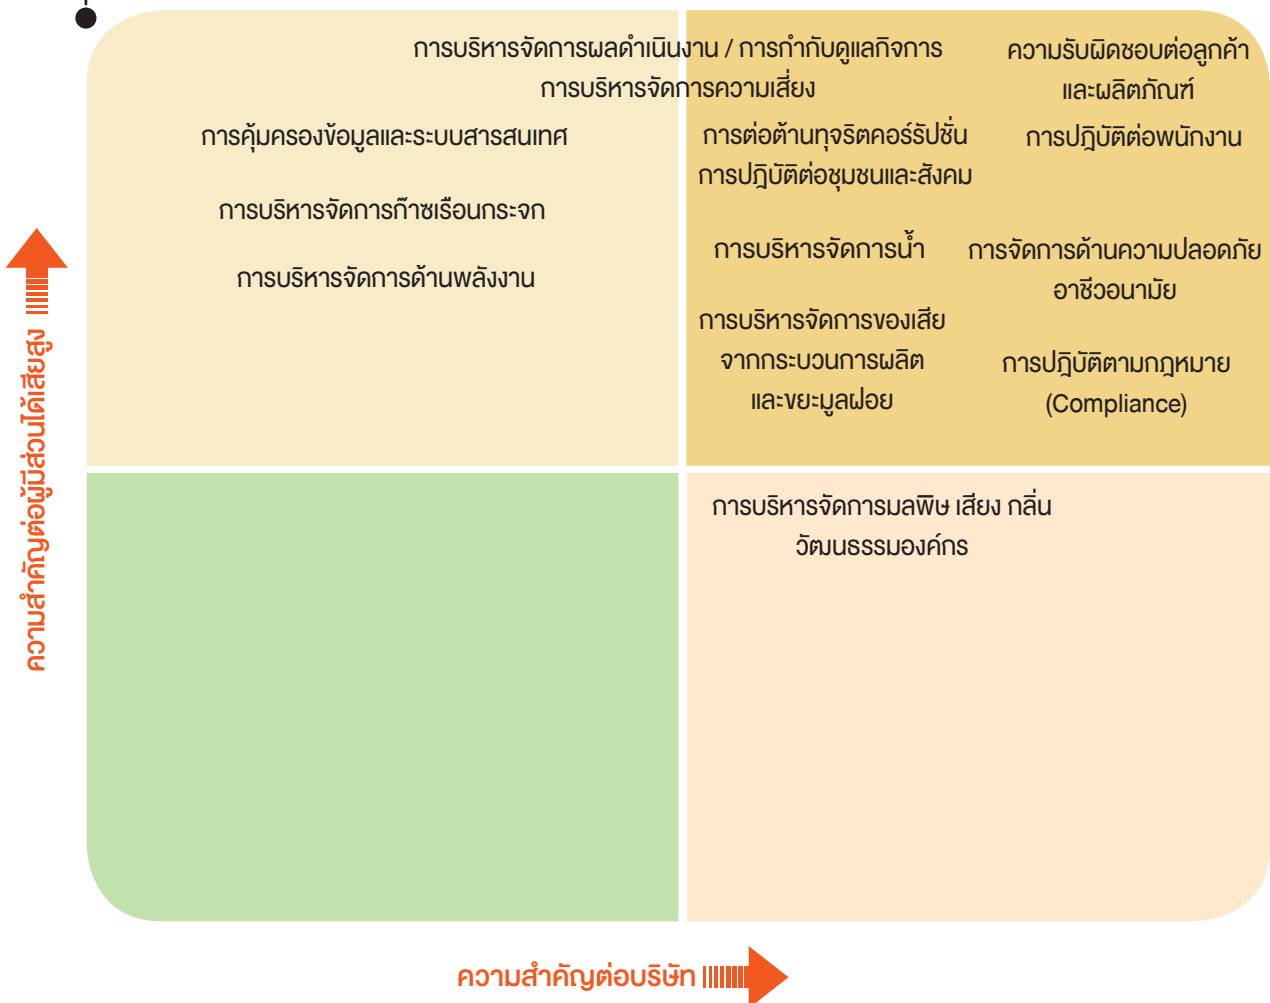 การบริหารจัดการผลดำเนินงาน / การกำกับดูแลกิจการ
การบริหารจัดการความเสี่ยง
ความรับผิดชอบต่อลูกค้า
และผลิตภัณฑ์
การคุ้มครองข้อมูลและระบบสารสนเทศ
การต่อต้านทุจริตคอร์รัปชั่น
การปฎิบัติต่อชุมชนและสังคม
การปฎิบัติต่อพนักงาน
การบริหารจัดการก๊าซเรือนกระจก
การบริหารจัดการด้านพลังงาน
การบริหารจัดการน้ำ
การจัดการด้านความปลอดภัย
อาชีวอนามัย
การบริหารจัดการของเสีย
จากกระบวนการผลิต
และขยะมูลฝอย
การปฎิบัติตามกฎหมาย
(Compliance)
ความสำคัญต่อผู้มีส่วนได้เสียสูง
การบริหารจัดการมลพิษ เสียง กลิ่น
วัฒนธรรมองค์กร
ความสำคัญต่อบริษัท